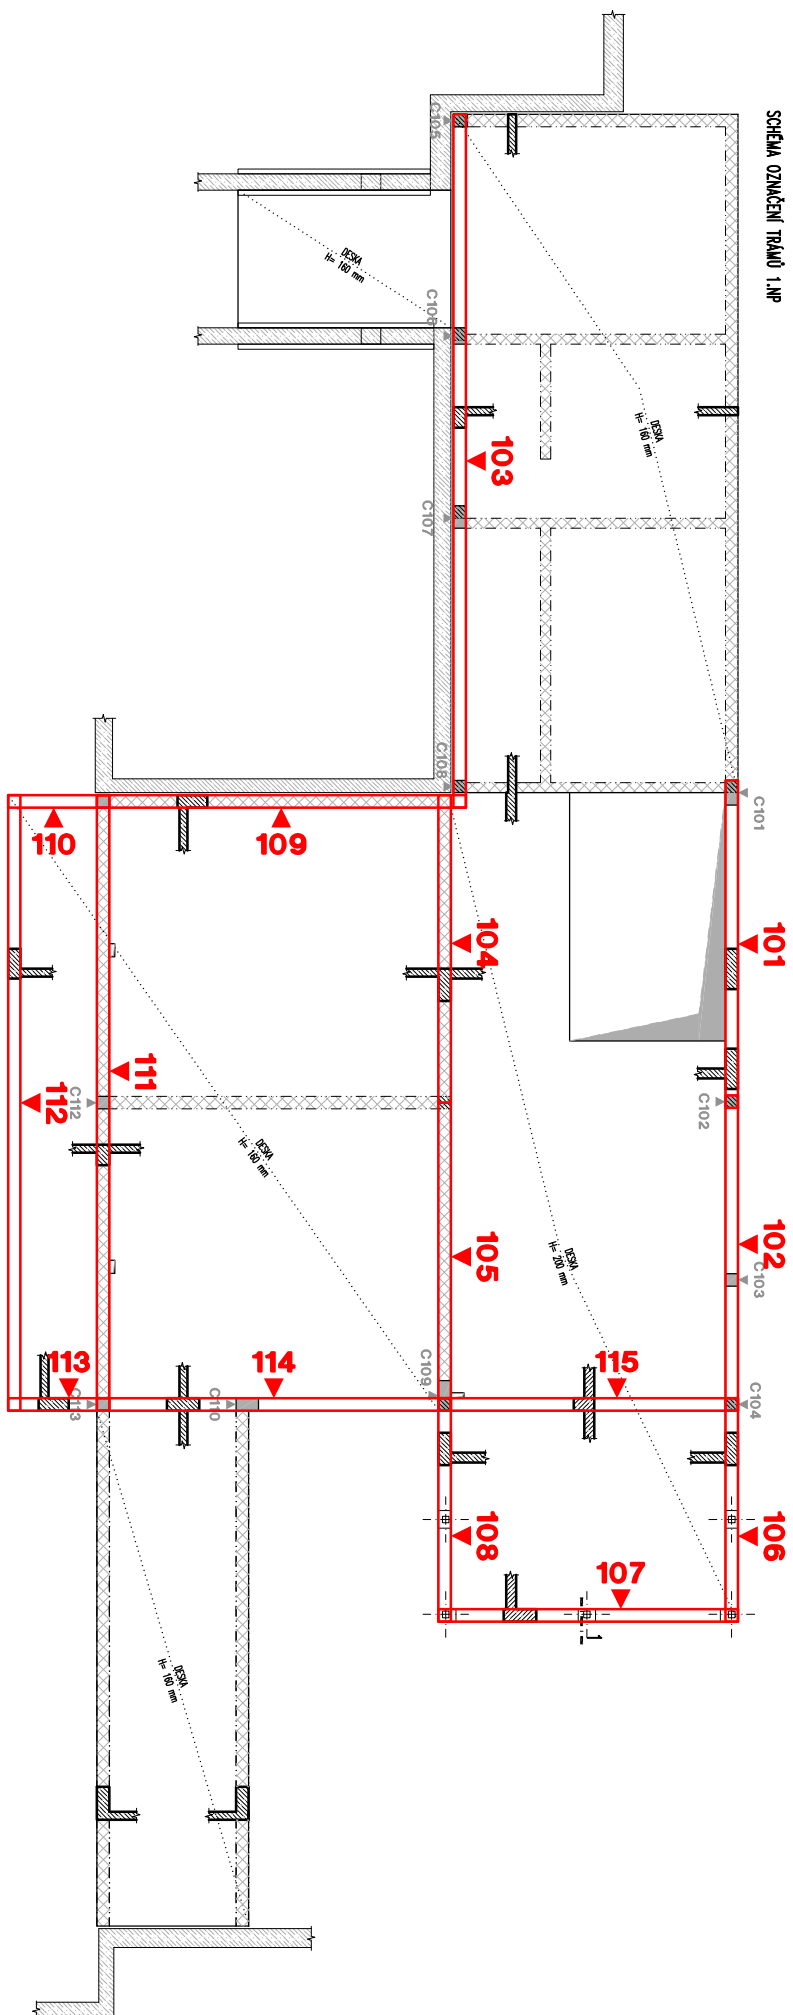 SCHÉMA OZNAČENÍ TRÁMŮ 1.NP
C105
DESKA
H= 160 mm
C106
DESKA
H= 160 mm
103
C107
C108
C101
110
109
104
101
111
112
C112
C102
DESKA
H= 160 mm
105
DESKA
H= 200 mm
102
C103
113
C113
114
C110
C109
115
C104
108
106
107
1
DESKA
H= 160 mm